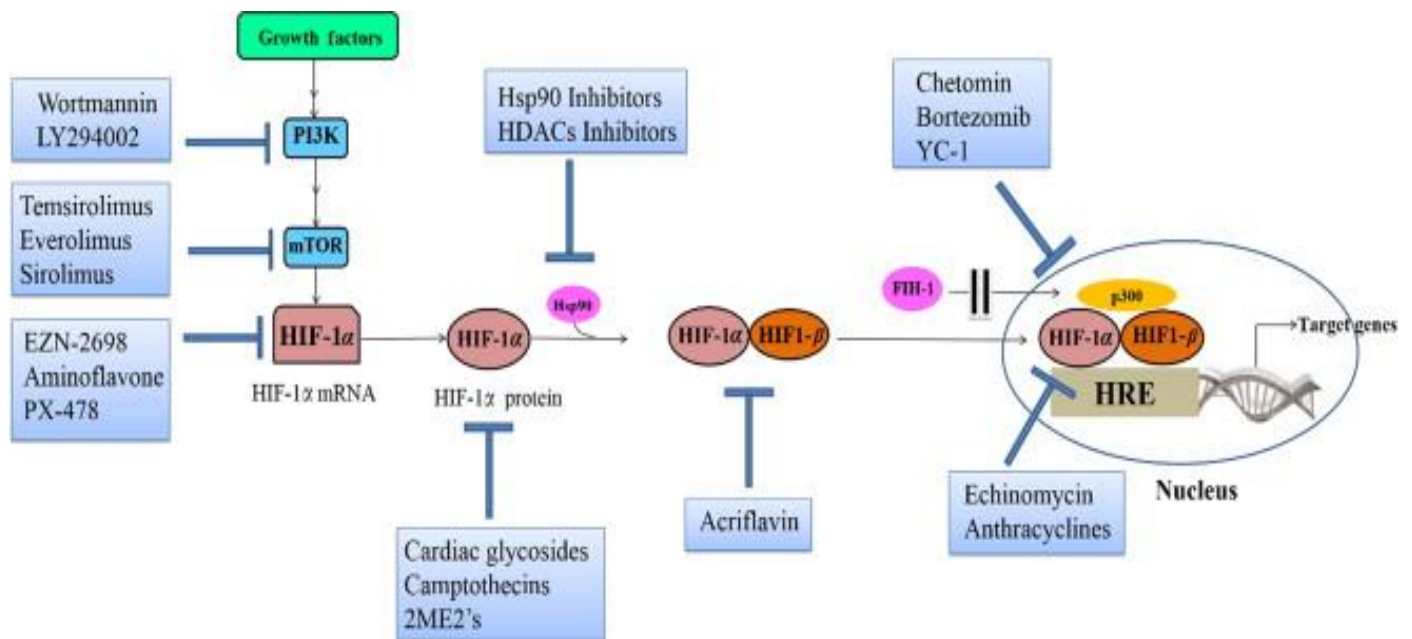 Growth factors
Wortmannin
LY294002
PI3K
Temsirolimus
Everolimus
Sirolimus
mTOR
EZN-2698
Aminoflavone
PX-478
HIF-1α
HIF-1α mRNA
HIF-1α
HIF-1α protein
Hsp90 Inhibitors
HDACs Inhibitors
Hsp90
Cardiac glycosides
Camptothecins
2ME2's
HIF-1α
HIF1-β
Acriflavin
Chetomin
Bortezomib
YC-1
FIH-1
p300
HIF-1α
HIF1-β
Target genes
HRE
Nucleus
Echinomycin
Anthracyclines